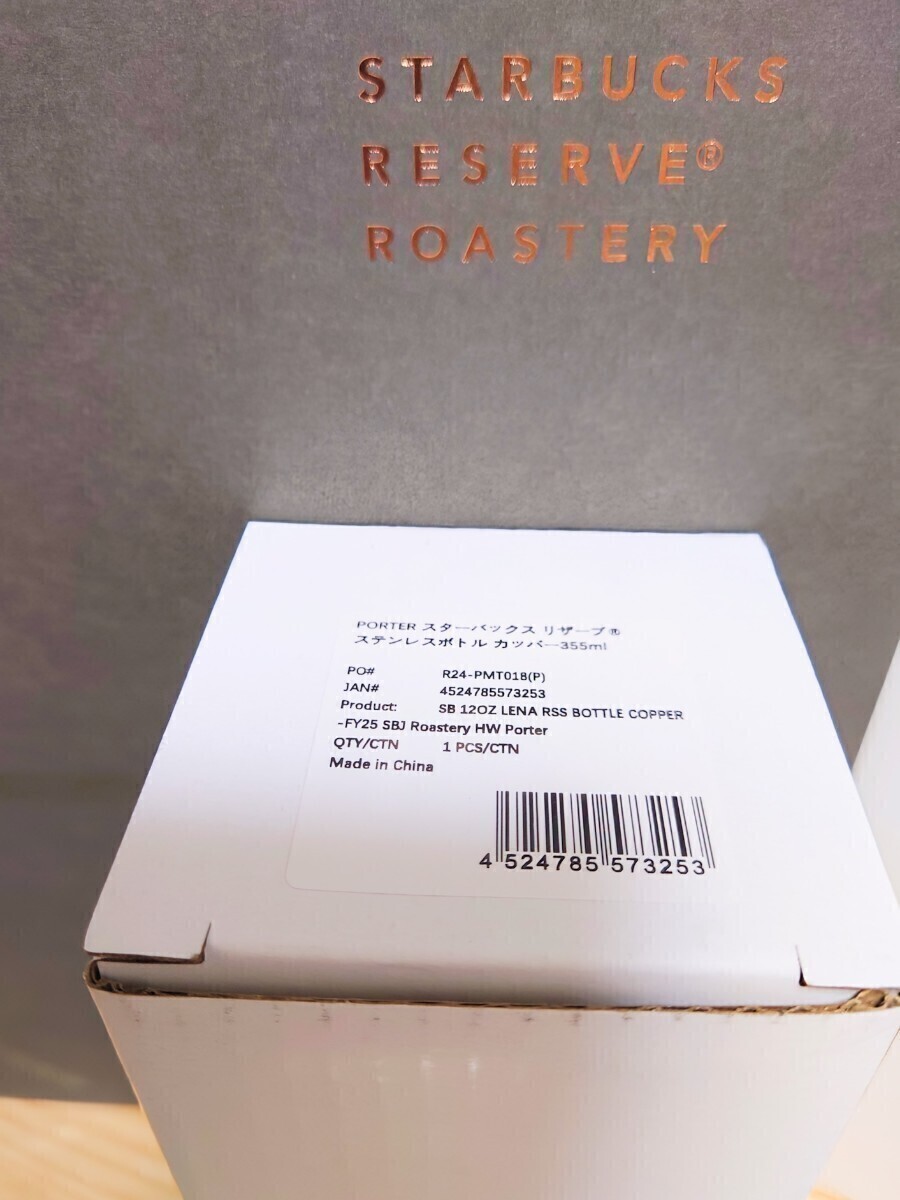 STARBUCKS
RESERVE®
ROASTERY
PORTER スターバックス リザーブ®
ステンレスボトル カッパー355ml
PO# R24-PMT018(P)
JAN# 4524785573253
Product: SB 12OZ LENA RSS BOTTLE COPPER
-FY25 SBJ Roastery HW Porter
QTY/CTN 1 PCS/CTN
Made in China
4 524785 573253